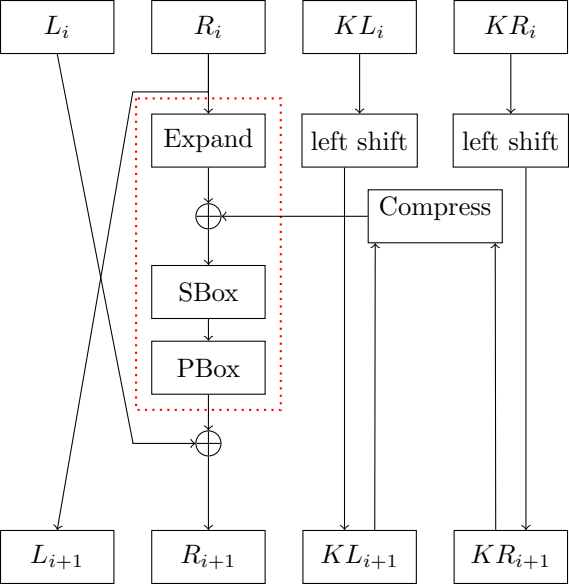 L_i R_i KL_i KR_i
Expand left shift left shift
Compress
SBox
PBox
L_{i+1} R_{i+1} KL_{i+1} KR_{i+1}